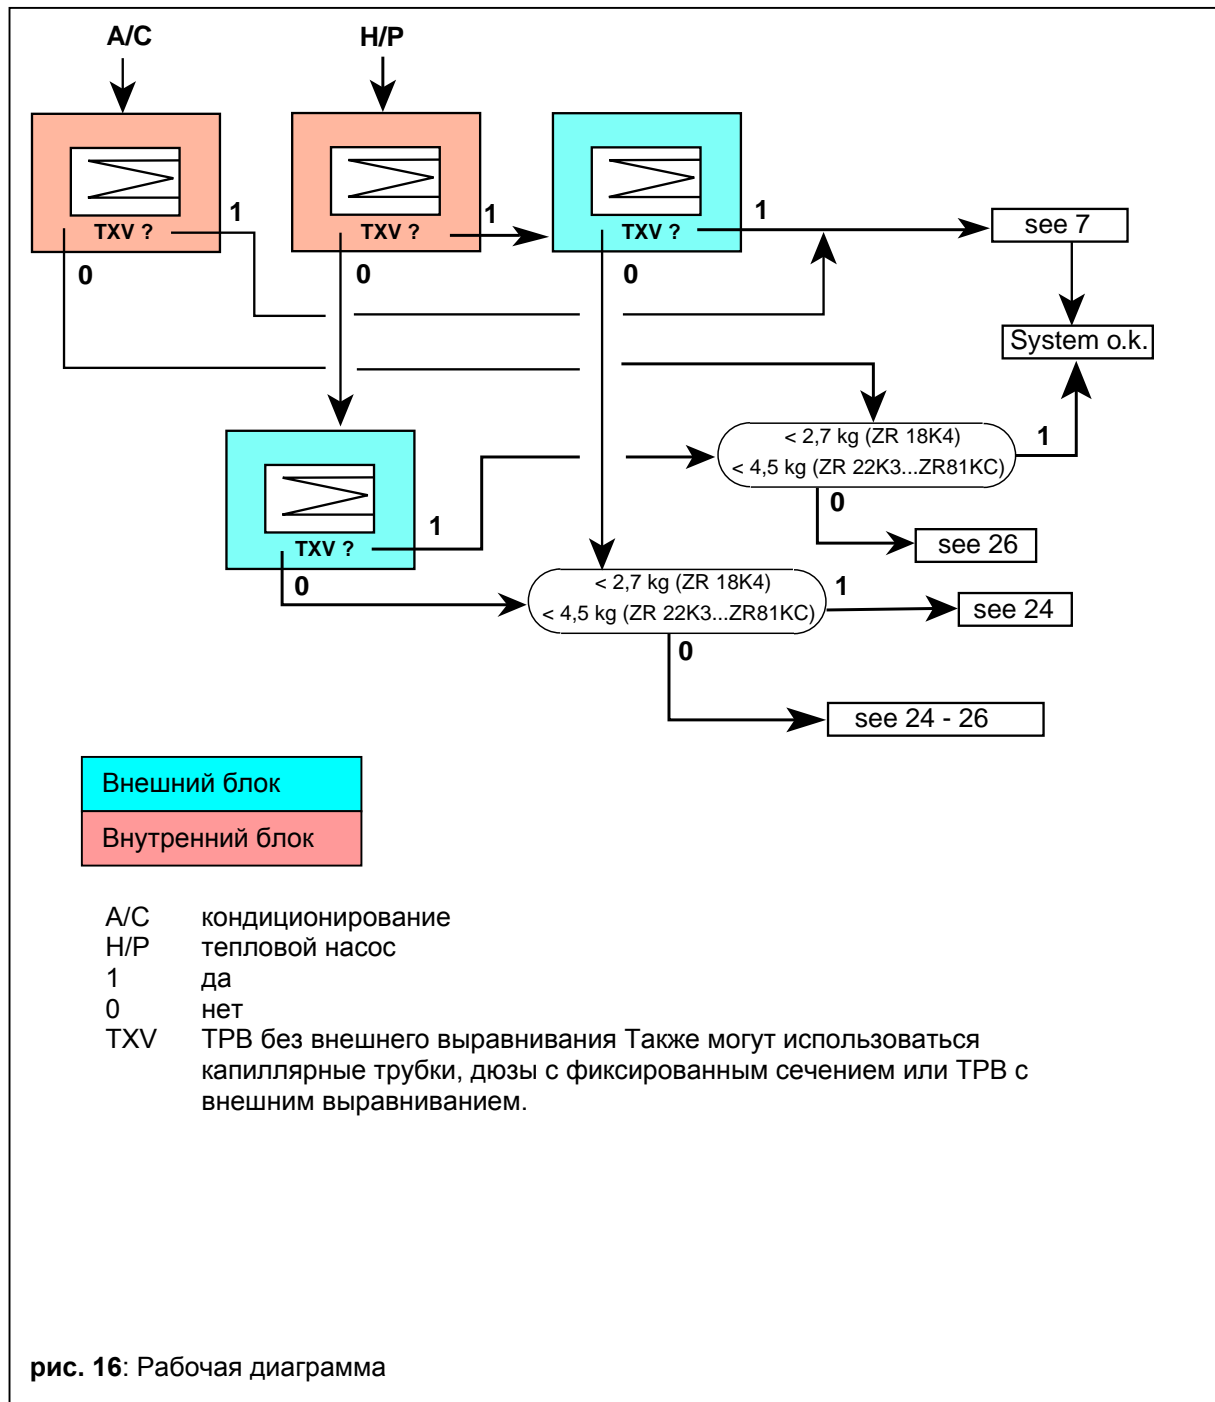 A/C
H/P
TXV ?
1
0
TXV ?
1
0
TXV ?
1
0
see 7
System o.k.
< 2,7 kg (ZR 18K4)
< 4,5 kg (ZR 22K3...ZR81KC)
1
0
see 26
TXV ?
1
0
< 2,7 kg (ZR 18K4)
< 4,5 kg (ZR 22K3...ZR81KC)
1
0
see 24
see 24 - 26
Внешний блок
Внутренний блок
A/C кондиционирование
H/P тепловой насос
1 да
0 нет
TXV ТРВ без внешнего выравнивания Также могут использоваться
капиллярные трубки, дюзы с фиксированным сечением или ТРВ с
внешним выравниванием.
рис. 16: Рабочая диаграмма